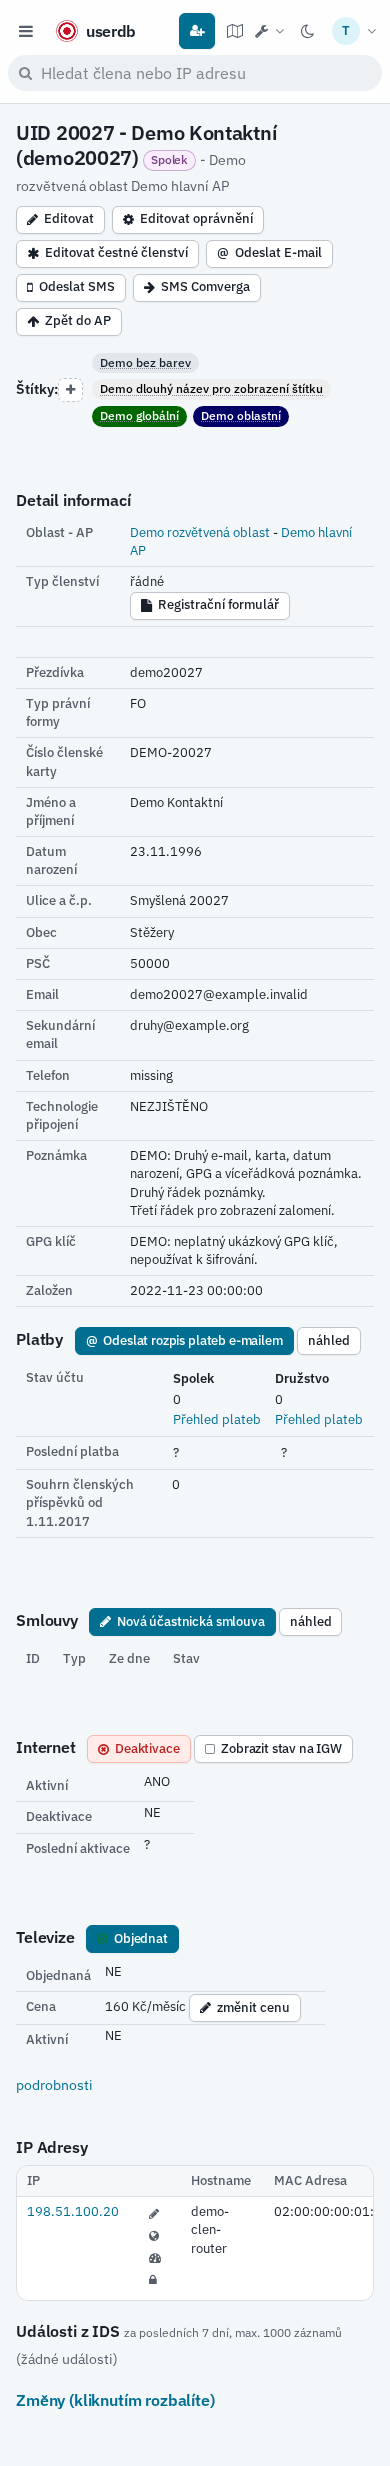 userdb
T
Hledat člena nebo IP adresu
UID 20027 - Demo Kontaktní
(demo20027) Spolek - Demo
rozvětvená oblast Demo hlavní AP
Editovat
Editovat oprávnění
Editovat čestné členství
@ Odeslat E-mail
Odeslat SMS
SMS Comverga
Zpět do AP
Štítky:
+
Demo bez barev
Demo dlouhý název pro zobrazení štítku
Demo globální
Demo oblastní
Detail informací
Oblast - AP
Demo rozvětvená oblast - Demo hlavní
AP
Typ členství
řádné
Registrační formulář
Přezdívka
demo20027
Typ právní
formy
FO
Číslo členské
karty
DEMO-20027
Jméno a
příjmení
Demo Kontaktní
Datum
narození
23.11.1996
Ulice a č.p.
Smyšlená 20027
Obec
Stěžery
PSČ
50000
Email
demo20027@example.invalid
Sekundární
email
druhy@example.org
Telefon
missing
Technologie
připojení
NEZJIŠTĚNO
Poznámka
DEMO: Druhý e-mail, karta, datum
narození, GPG a víceřádková poznámka.
Druhý řádek poznámky.
Třetí řádek pro zobrazení zalomení.
GPG klíč
DEMO: neplatný ukázkový GPG klíč,
nepoužívat k šifrování.
Založen
2022-11-23 00:00:00
Platby
@ Odeslat rozpis plateb e-mailem
náhled
Stav účtu
Spolek
Družstvo
0
0
Přehled plateb
Přehled plateb
Poslední platba
?
?
Souhrn členských
příspěvků od
1.11.2017
0
Smlouvy
Nová účastnická smlouva
náhled
ID
Typ
Ze dne
Stav
Internet
Deaktivace
Zobrazit stav na IGW
Aktivní
ANO
Deaktivace
NE
Poslední aktivace
?
Televize
Objednat
Objednaná
NE
Cena
160 Kč/měsíc
změnit cenu
Aktivní
NE
podrobnosti
IP Adresy
IP
Hostname
MAC Adresa
198.51.100.20
demo-
clen-
router
02:00:00:00:01:
Události z IDS za posledních 7 dní, max. 1000 záznamů
(žádné události)
Změny (kliknutím rozbalíte)